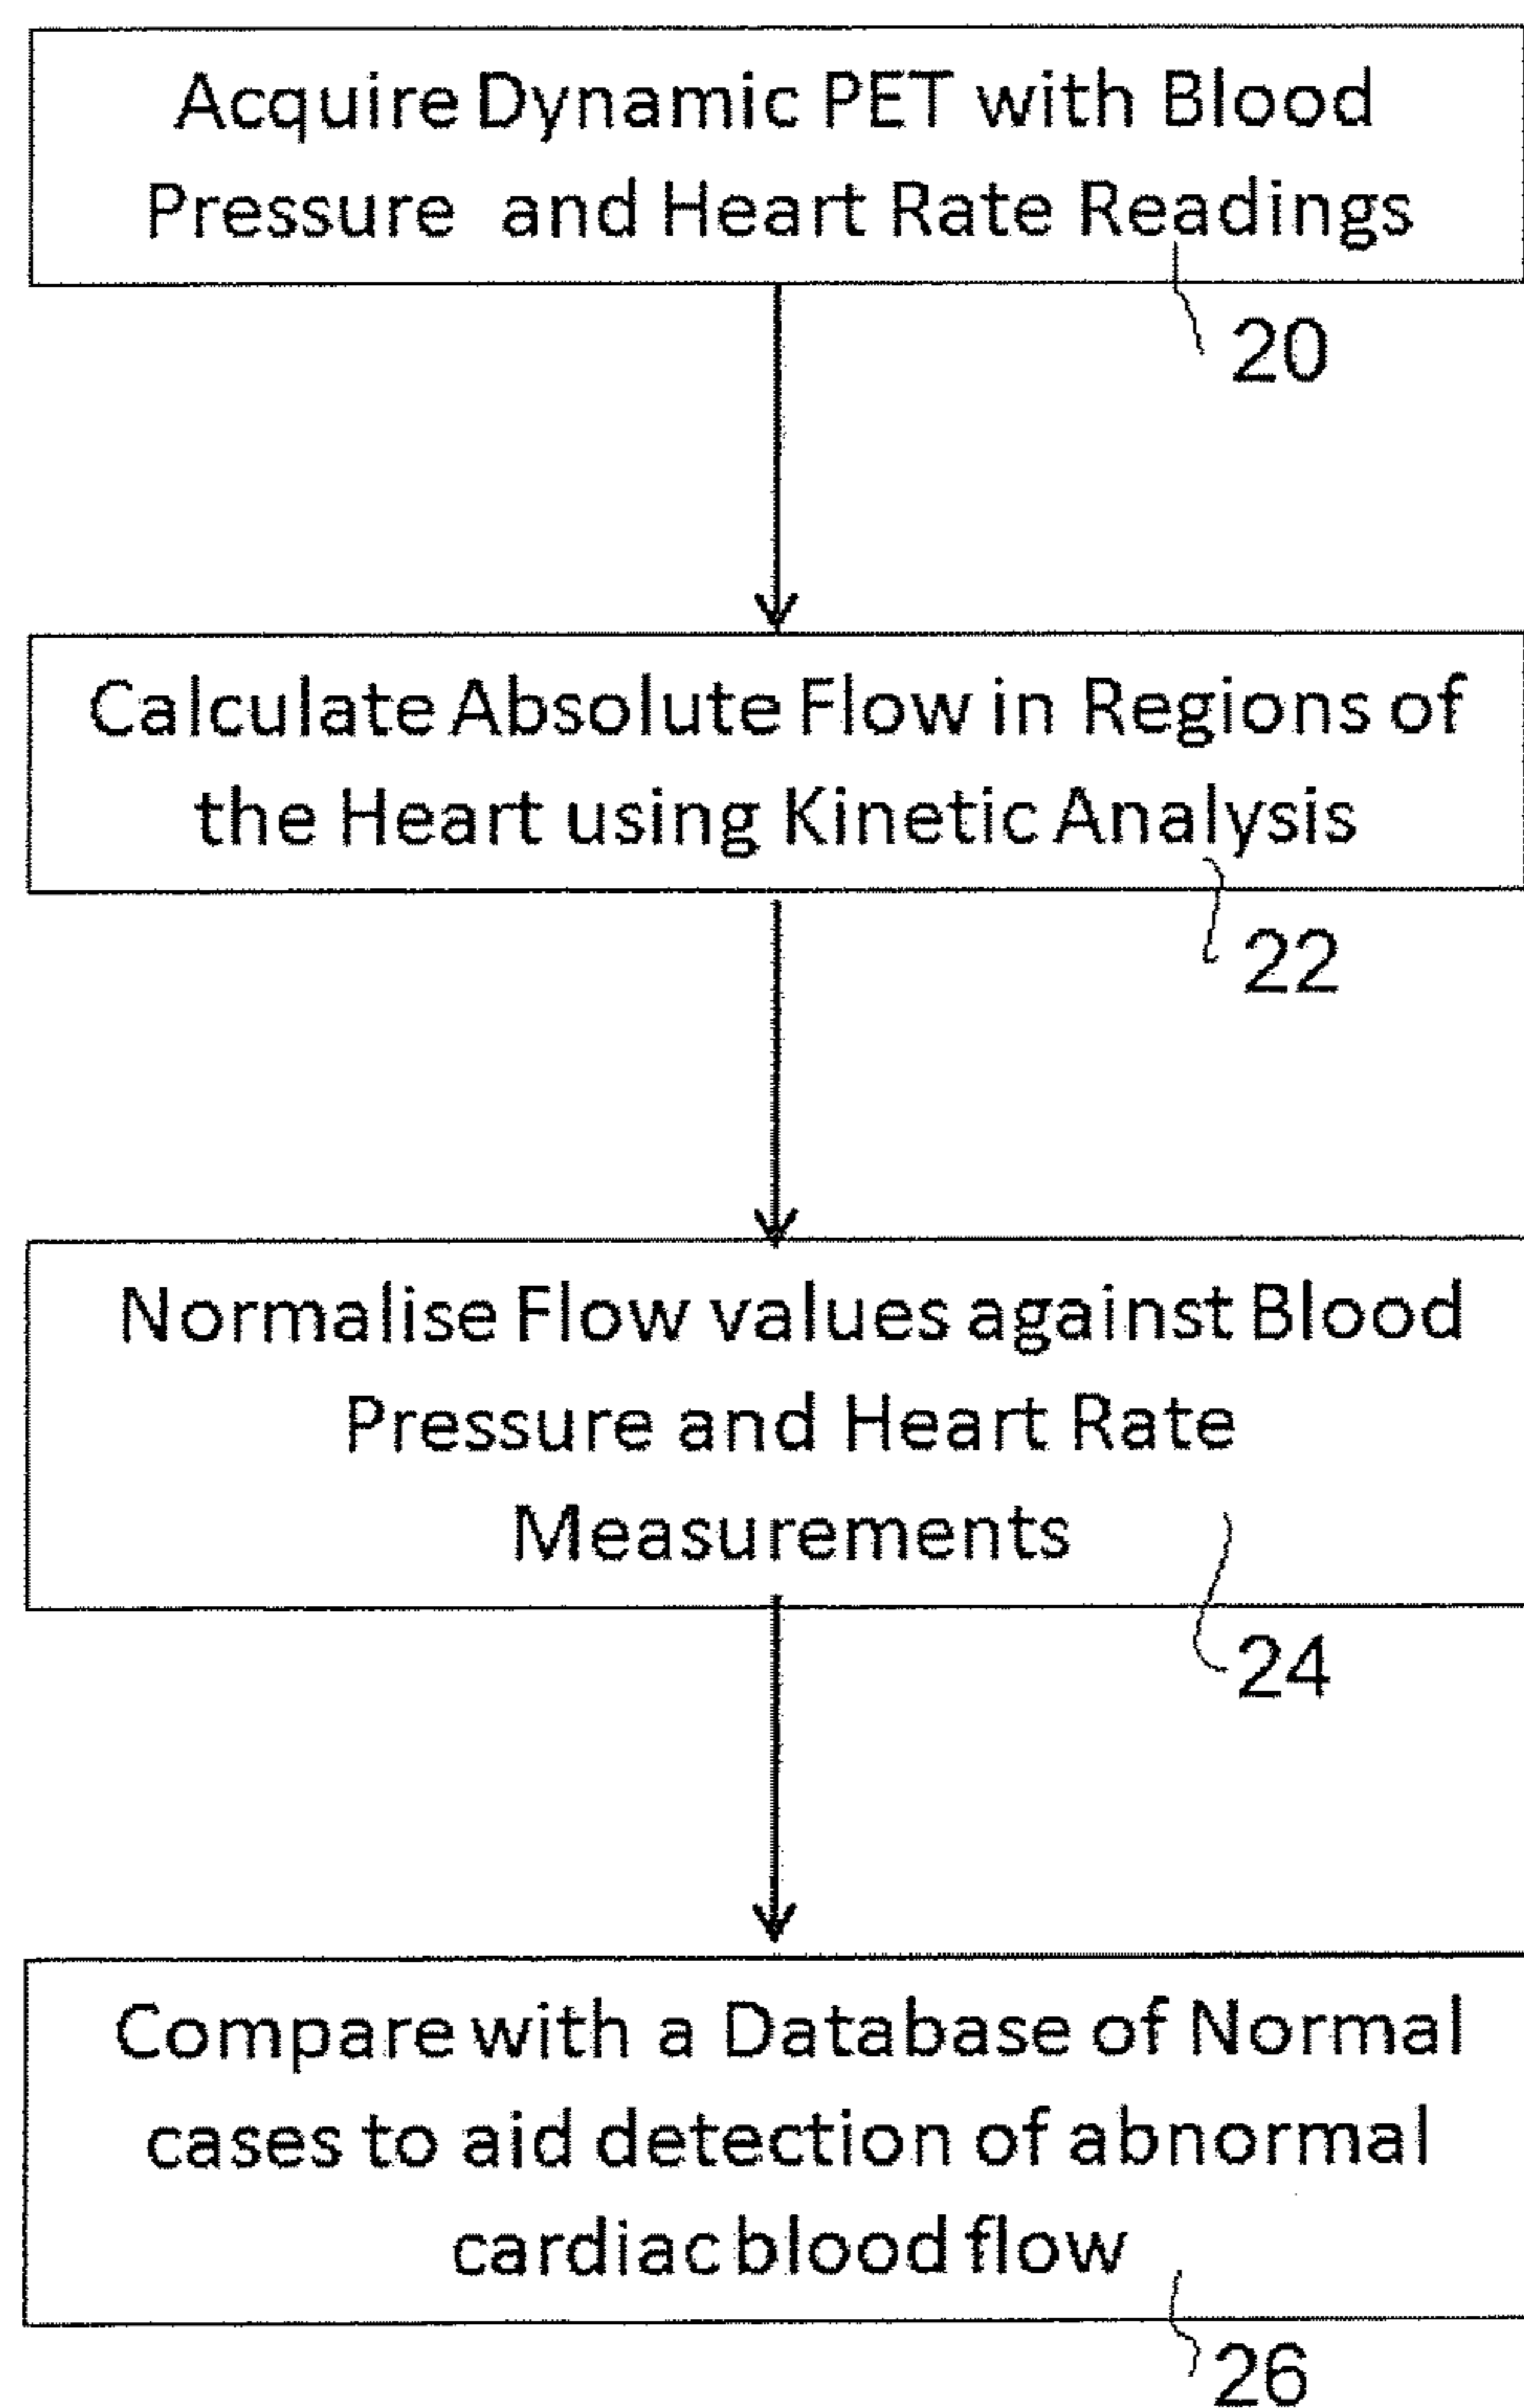 Acquire Dynamic PET with Blood
Pressure and Heart Rate Readings
20
Calculate Absolute Flow in Regions of
the Heart using Kinetic Analysis
22
Normalise Flow values against Blood
Pressure and Heart Rate
Measurements
24
Compare with a Database of Normal
cases to aid detection of abnormal
cardiac blood flow
26